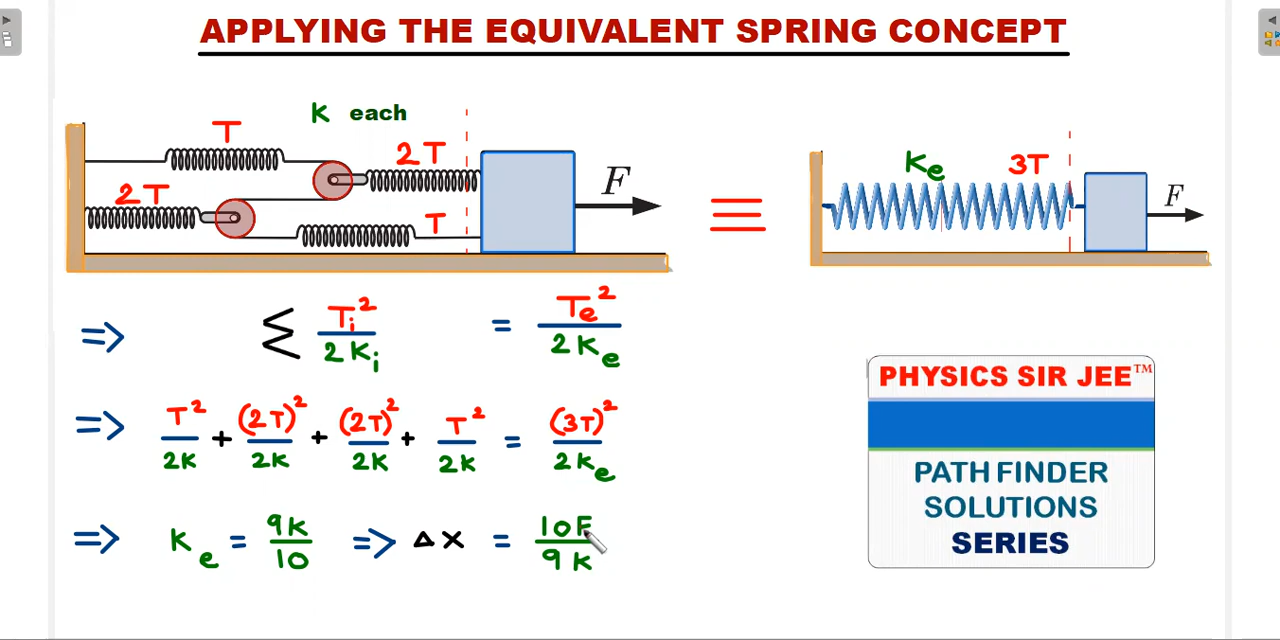 APPLYING THE EQUIVALENT SPRING CONCEPT
K each
T
2T
2T
T
F
≡
Ke
3T
F
=> Σ Ti²/2Ki = Te²/2Ke
=> T²/2K + (2T)²/2K + (2T)²/2K + T²/2K = (3T)²/2Ke
=> Ke = 9K/10 => Δx = 10F/9K
PHYSICS SIR JEE™
PATH FINDER
SOLUTIONS
SERIES